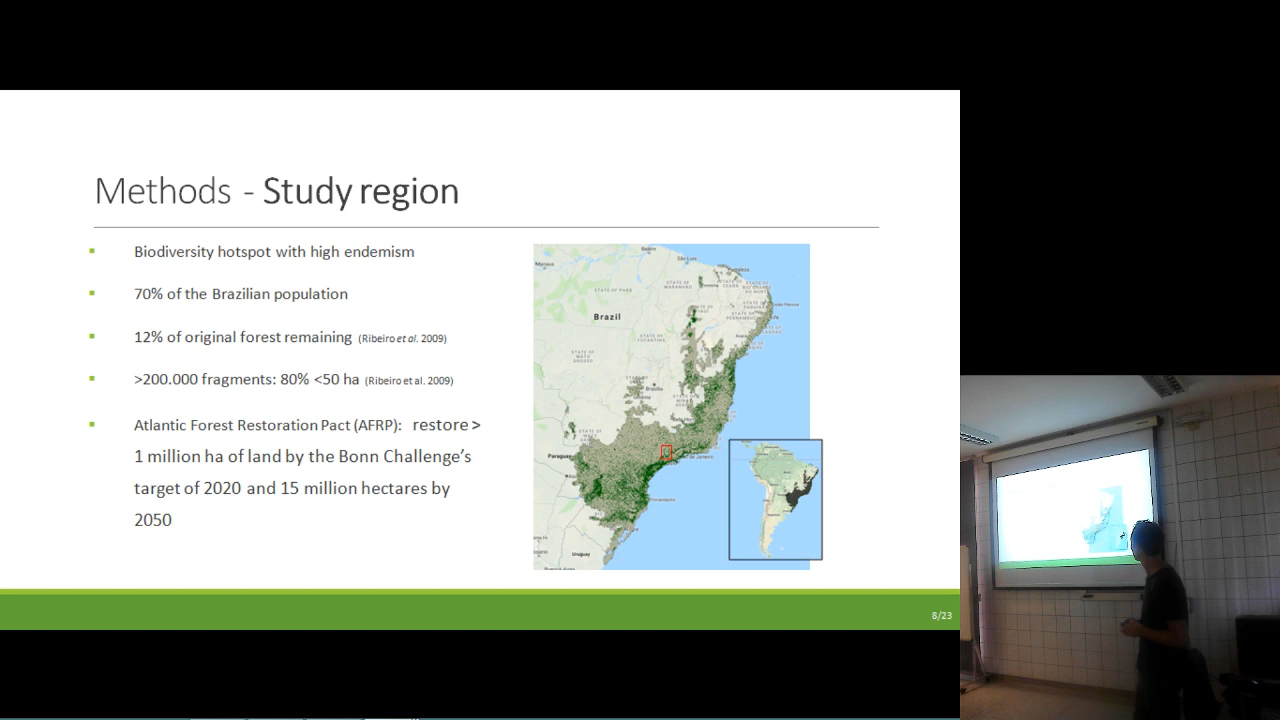 Methods - Study region
Biodiversity hotspot with high endemism
70% of the Brazilian population
12% of original forest remaining (Ribeiro et al. 2009)
>200.000 fragments: 80% <50 ha (Ribeiro et al. 2009)
Atlantic Forest Restoration Pact (AFRP): restore >
1 million ha of land by the Bonn Challenge's
target of 2020 and 15 million hectares by
2050
Brazil
Paraguay
Uruguay
8/23